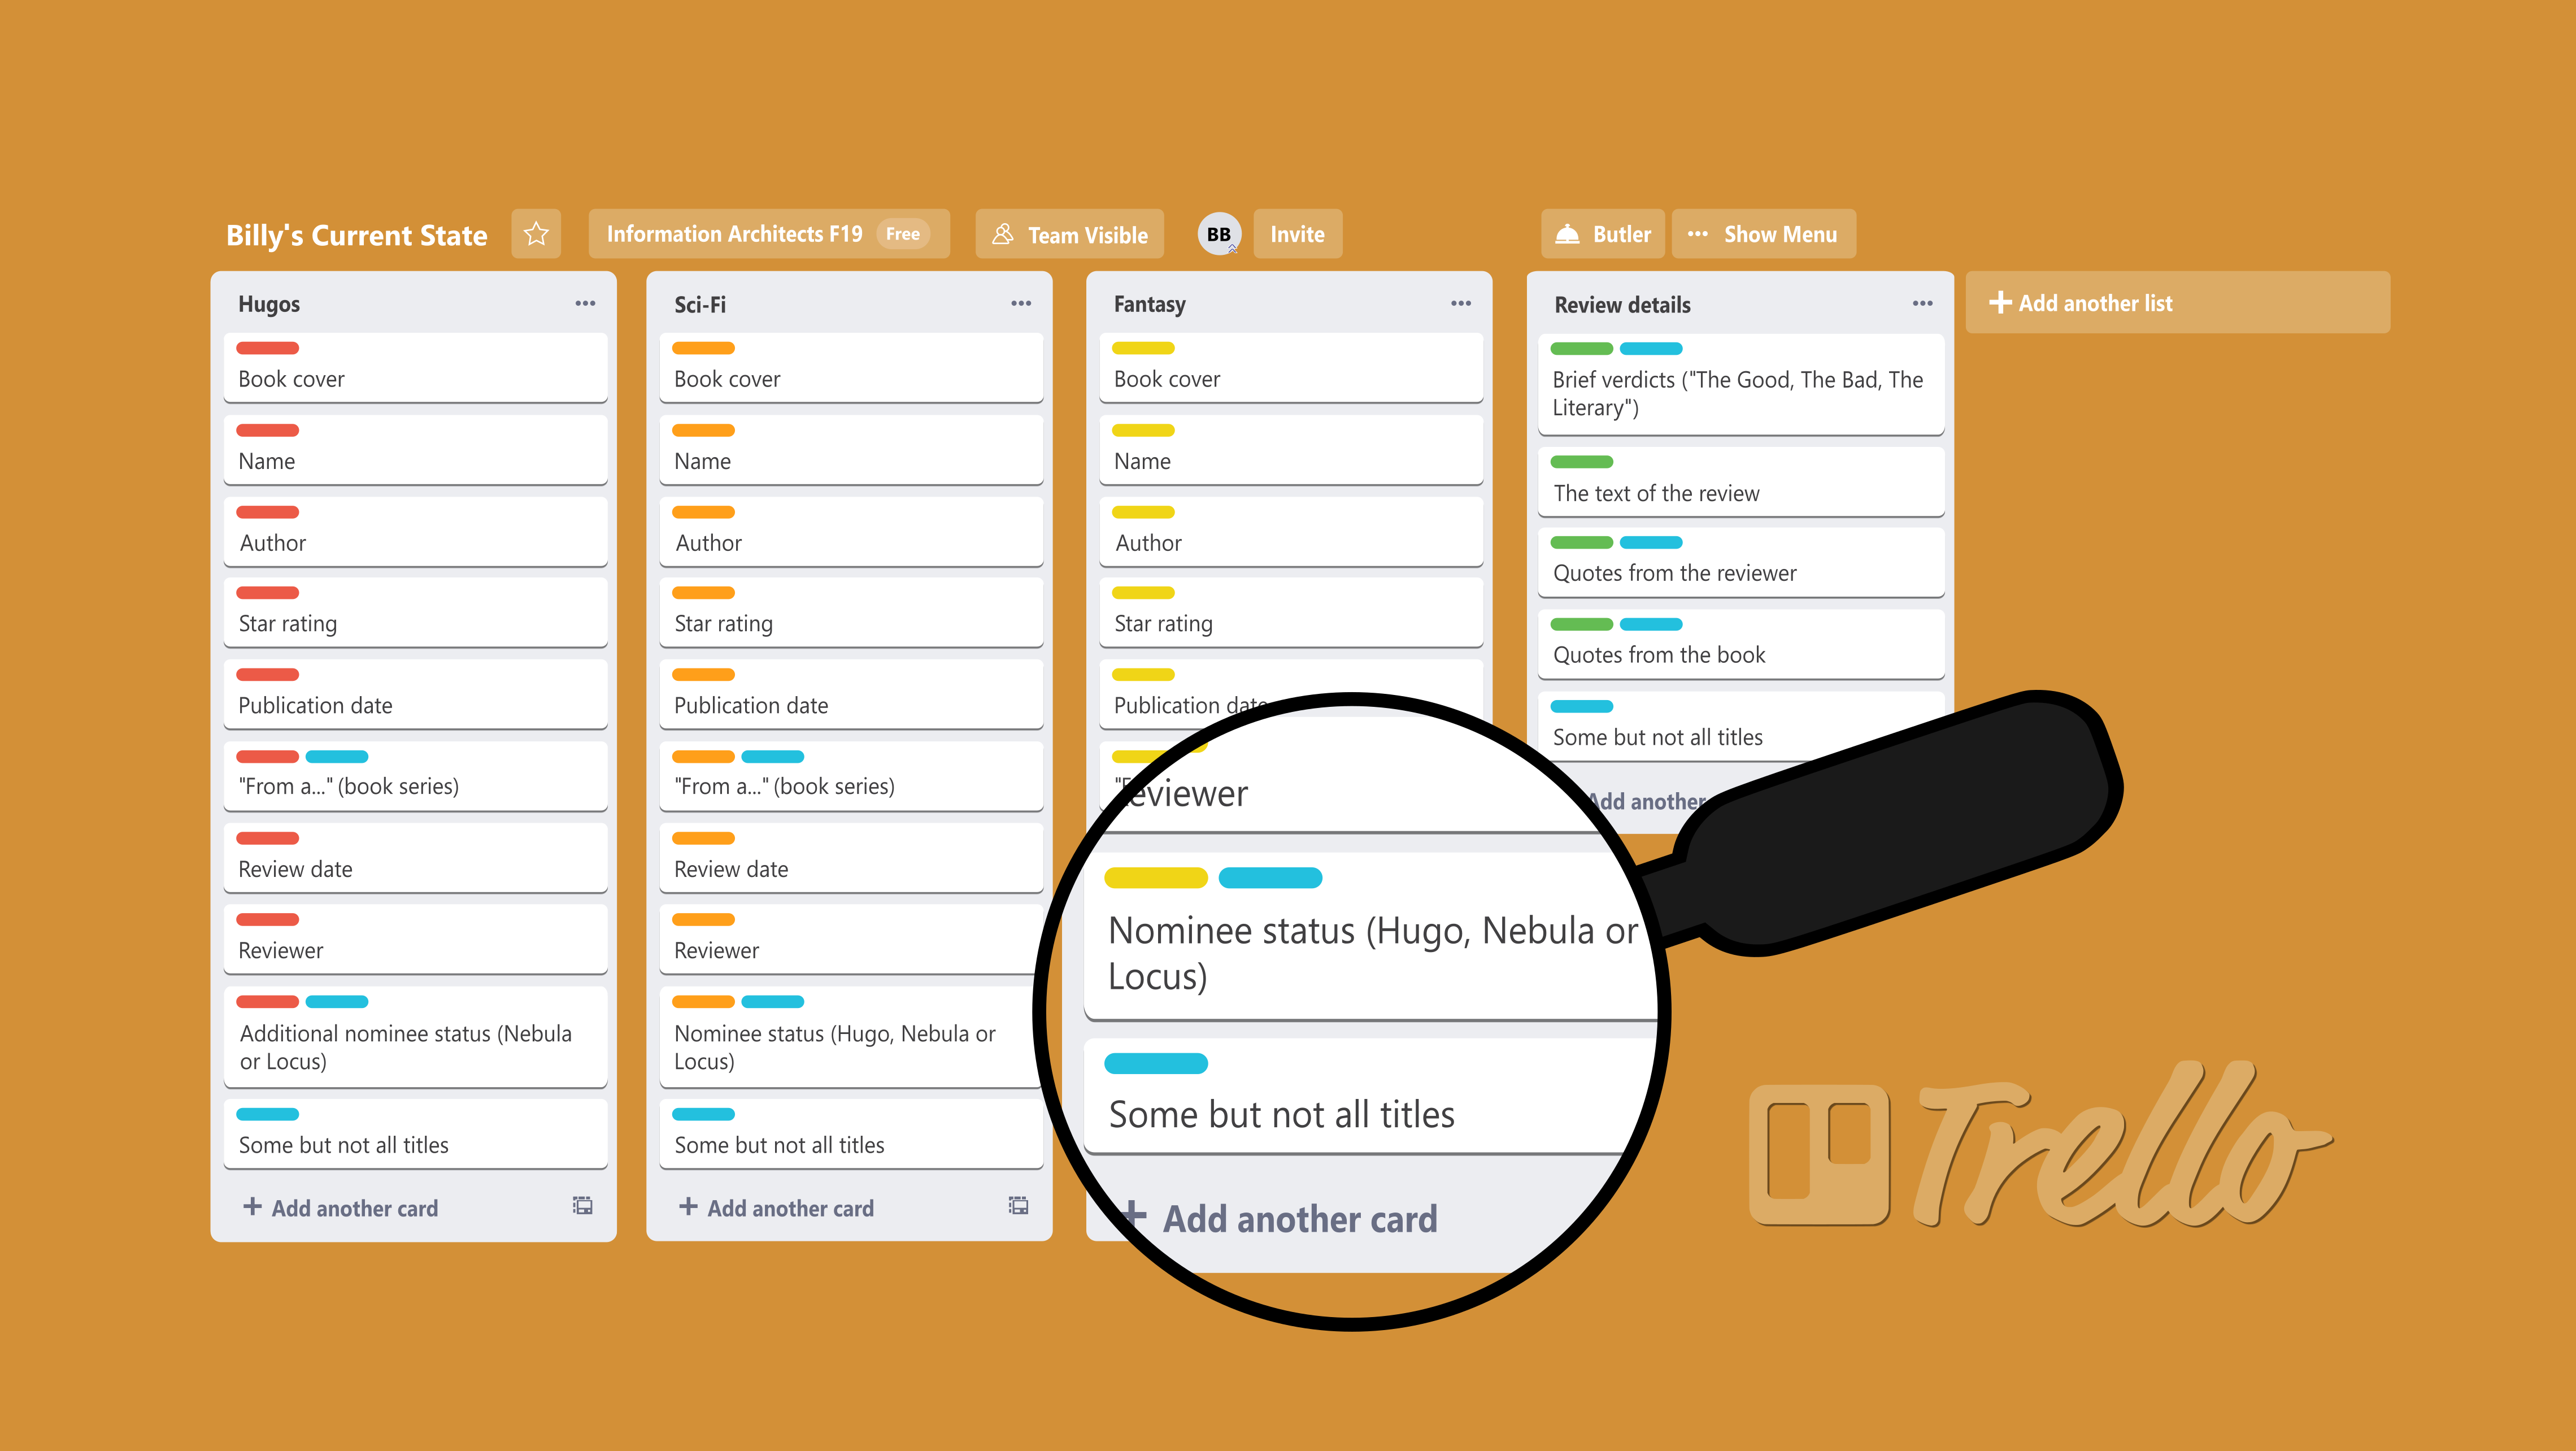 Billy's Current State
Information Architects F19 Free
Team Visible
BB
Invite
Butler
Show Menu
Hugos
Book cover
Name
Author
Star rating
Publication date
"From a..." (book series)
Review date
Reviewer
Additional nominee status (Nebula
or Locus)
Some but not all titles
+ Add another card
Sci-Fi
Book cover
Name
Author
Star rating
Publication date
"From a..." (book series)
Review date
Reviewer
Nominee status (Hugo, Nebula or
Locus)
Some but not all titles
+ Add another card
Fantasy
Book cover
Name
Author
Star rating
Publication date
eviewer
Nominee status (Hugo, Nebula or
Locus)
Some but not all titles
+ Add another card
Review details
Brief verdicts ("The Good, The Bad, The
Literary")
The text of the review
Quotes from the reviewer
Quotes from the book
Some but not all titles
Add another
+ Add another list
Trello